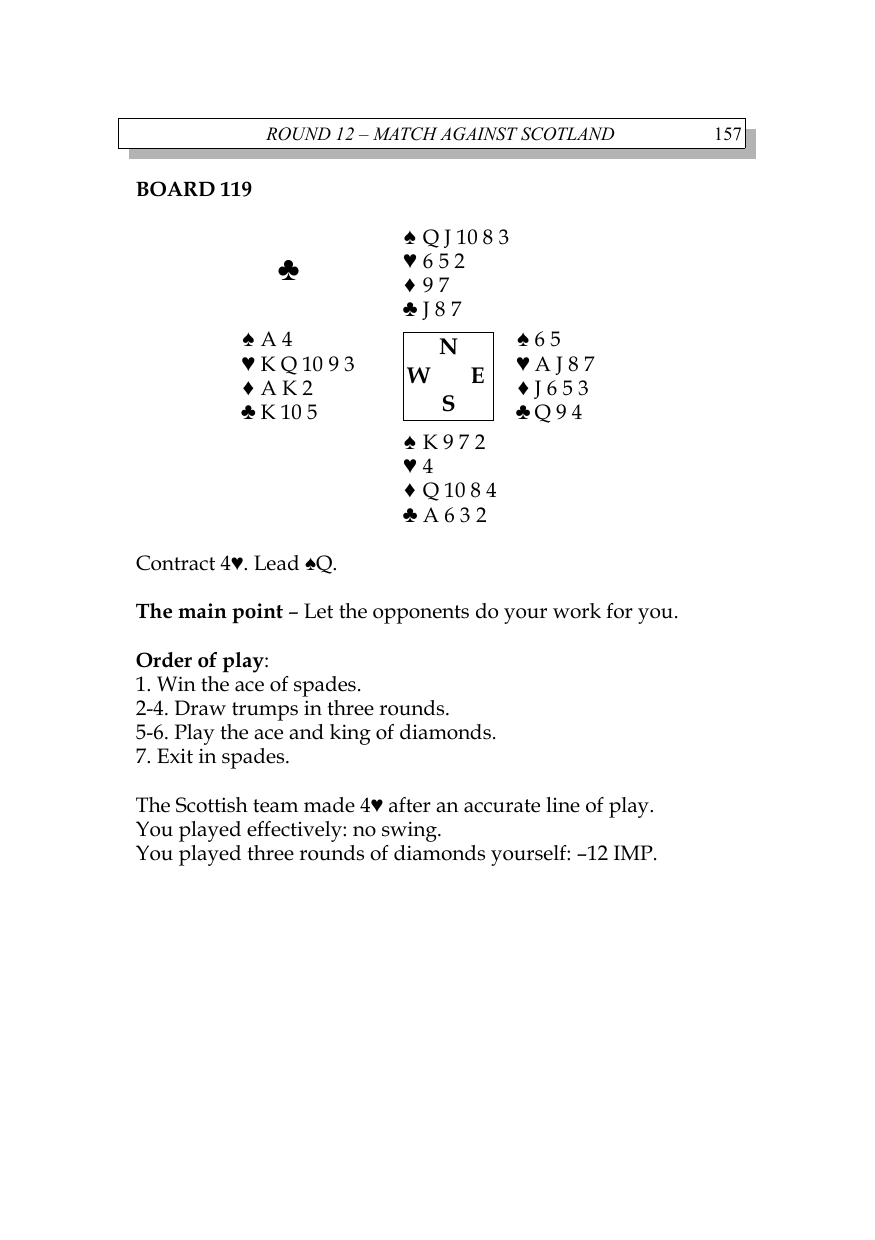 ROUND 12 – MATCH AGAINST SCOTLAND 157
BOARD 119
♠ Q J 10 8 3
♥ 6 5 2
♦ 9 7
♣ J 8 7
♣
♠ A 4
♥ K Q 10 9 3
♦ A K 2
♣ K 10 5
N
W E
S
♠ 6 5
♥ A J 8 7
♦ J 6 5 3
♣ Q 9 4
♠ K 9 7 2
♥ 4
♦ Q 10 8 4
♣ A 6 3 2
Contract 4♥. Lead ♠Q.
The main point – Let the opponents do your work for you.
Order of play:
1. Win the ace of spades.
2-4. Draw trumps in three rounds.
5-6. Play the ace and king of diamonds.
7. Exit in spades.
The Scottish team made 4♥ after an accurate line of play.
You played effectively: no swing.
You played three rounds of diamonds yourself: –12 IMP.